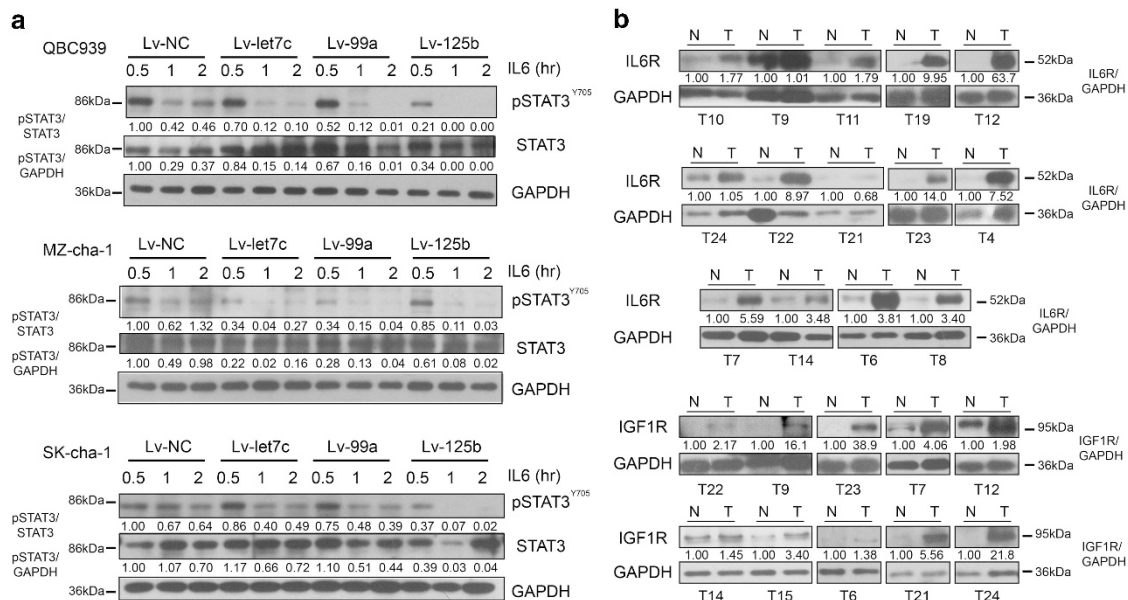 a
QBC939
Lv-NC Lv-let7c Lv-99a Lv-125b
0.5 1 2 0.5 1 2 0.5 1 2 0.5 1 2 IL6 (hr)
86kDa pSTAT3 Y705
pSTAT3/
STAT3
1.00 0.42 0.46 0.70 0.12 0.10 0.52 0.12 0.01 0.21 0.00 0.00
86kDa STAT3
pSTAT3/
GAPDH
1.00 0.29 0.37 0.84 0.15 0.14 0.67 0.16 0.01 0.34 0.00 0.00
36kDa GAPDH
MZ-cha-1
Lv-NC Lv-let7c Lv-99a Lv-125b
0.5 1 2 0.5 1 2 0.5 1 2 0.5 1 2 IL6 (hr)
86kDa pSTAT3 Y705
pSTAT3/
STAT3
1.00 0.62 1.32 0.34 0.04 0.27 0.34 0.15 0.04 0.85 0.11 0.03
86kDa STAT3
pSTAT3/
GAPDH
1.00 0.49 0.98 0.22 0.02 0.16 0.28 0.13 0.04 0.61 0.08 0.02
36kDa GAPDH
SK-cha-1
Lv-NC Lv-let7c Lv-99a Lv-125b
0.5 1 2 0.5 1 2 0.5 1 2 0.5 1 2 IL6 (hr)
86kDa pSTAT3 Y705
pSTAT3/
STAT3
1.00 0.67 0.64 0.86 0.40 0.49 0.75 0.48 0.39 0.37 0.07 0.02
86kDa STAT3
pSTAT3/
GAPDH
1.00 1.07 0.70 1.17 0.66 0.72 1.10 0.51 0.44 0.39 0.03 0.04
36kDa GAPDH
b
N T N T N T N T N T
IL6R 52kDa
1.00 1.77 1.00 1.01 1.00 1.79 1.00 9.95 1.00 63.7
IL6R/
GAPDH
GAPDH 36kDa
T10 T9 T11 T19 T12
N T N T N T N T N T
IL6R 52kDa
1.00 1.05 1.00 8.97 1.00 0.68 1.00 14.0 1.00 7.52
IL6R/
GAPDH
GAPDH 36kDa
T24 T22 T21 T23 T4
N T N T N T N T
IL6R 52kDa
1.00 5.59 1.00 3.48 1.00 3.81 1.00 3.40
IL6R/
GAPDH
GAPDH 36kDa
T7 T14 T6 T8
N T N T N T N T N T
IGF1R 95kDa
1.00 2.17 1.00 16.1 1.00 38.9 1.00 4.06 1.00 1.98
IGF1R/
GAPDH
GAPDH 36kDa
T22 T9 T23 T7 T12
N T N T N T N T N T
IGF1R 95kDa
1.00 1.45 1.00 3.40 1.00 1.38 1.00 5.56 1.00 21.8
IGF1R/
GAPDH
GAPDH 36kDa
T14 T15 T6 T21 T24